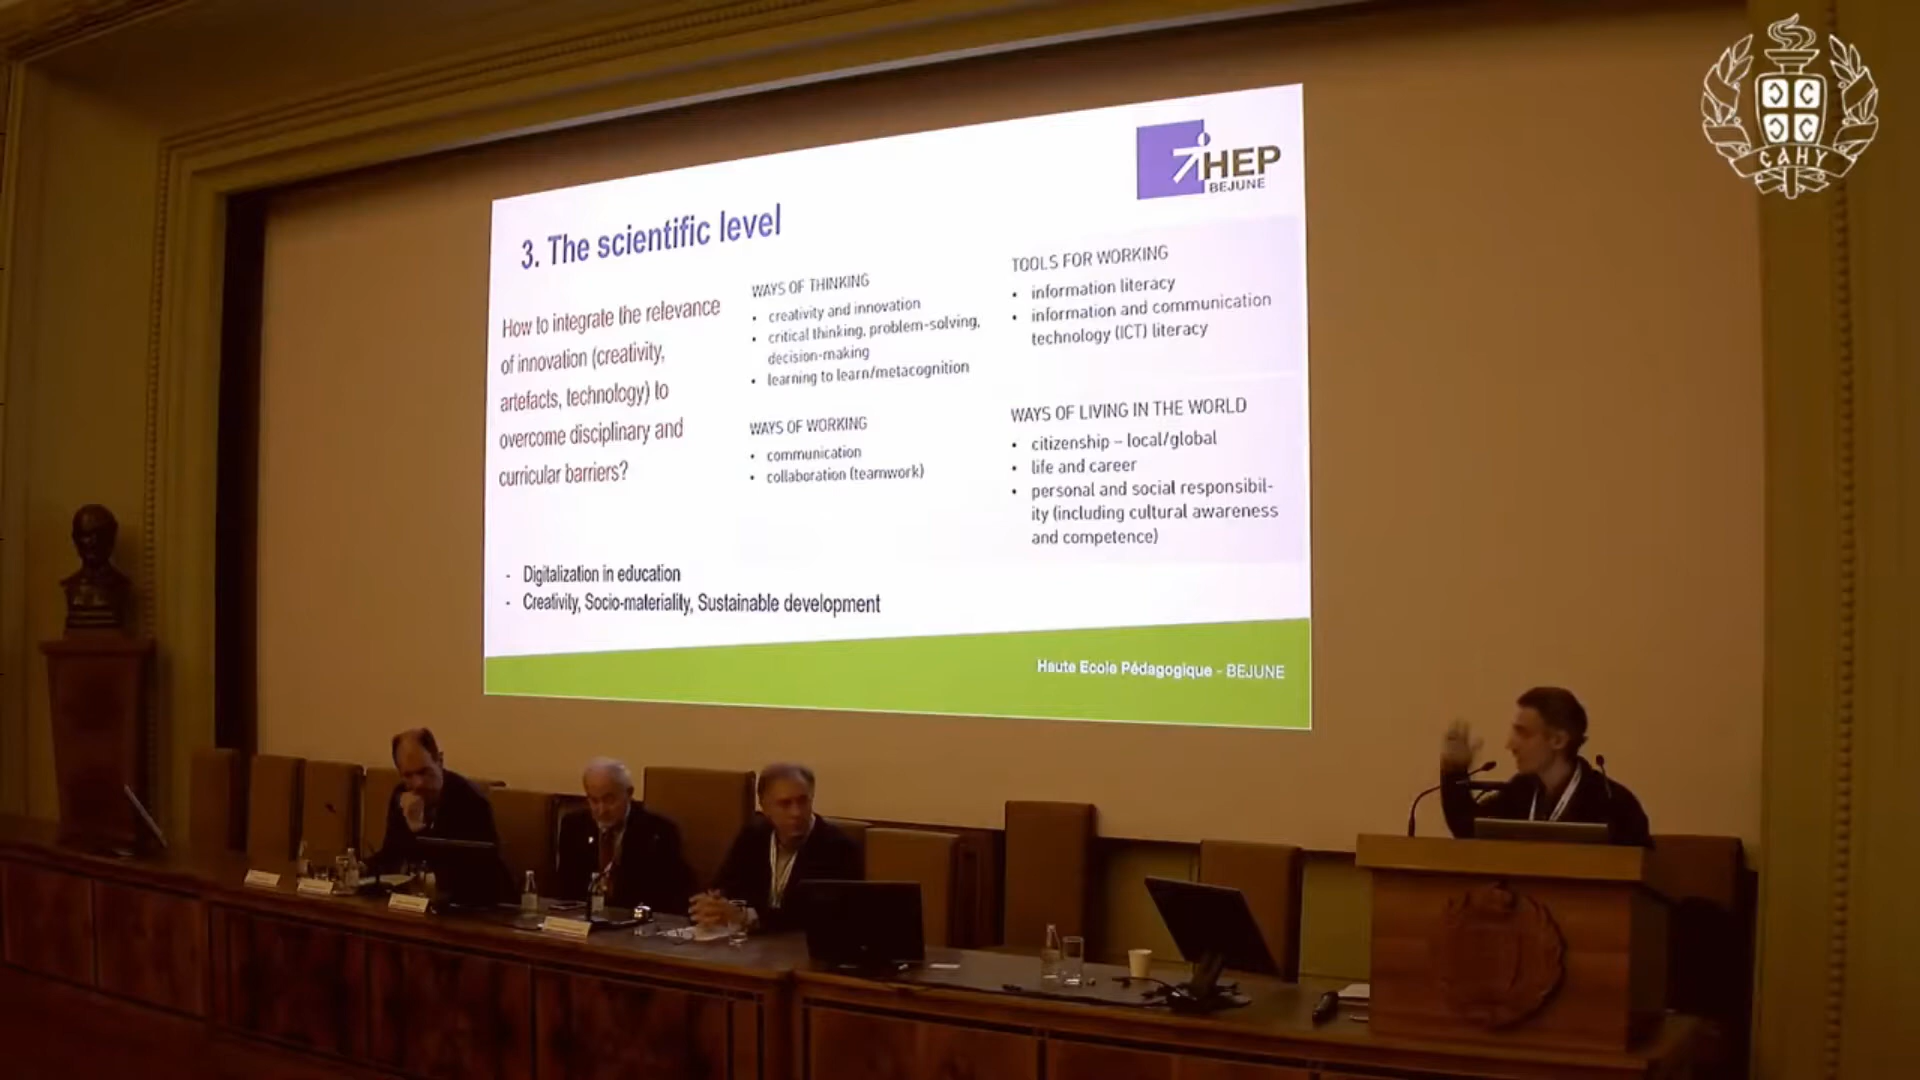 САНУ
HEP
BEJUNE
3. The scientific level
How to integrate the relevance
of innovation (creativity,
artefacts, technology) to
overcome disciplinary and
curricular barriers?
WAYS OF THINKING
• creativity and innovation
• critical thinking, problem-solving,
decision-making
• learning to learn/metacognition
WAYS OF WORKING
• communication
• collaboration (teamwork)
TOOLS FOR WORKING
• information literacy
• information and communication
technology (ICT) literacy
WAYS OF LIVING IN THE WORLD
• citizenship – local/global
• life and career
• personal and social responsibil-
ity (including cultural awareness
and competence)
- Digitalization in education
- Creativity, Socio-materiality, Sustainable development
Haute Ecole Pédagogique - BEJUNE